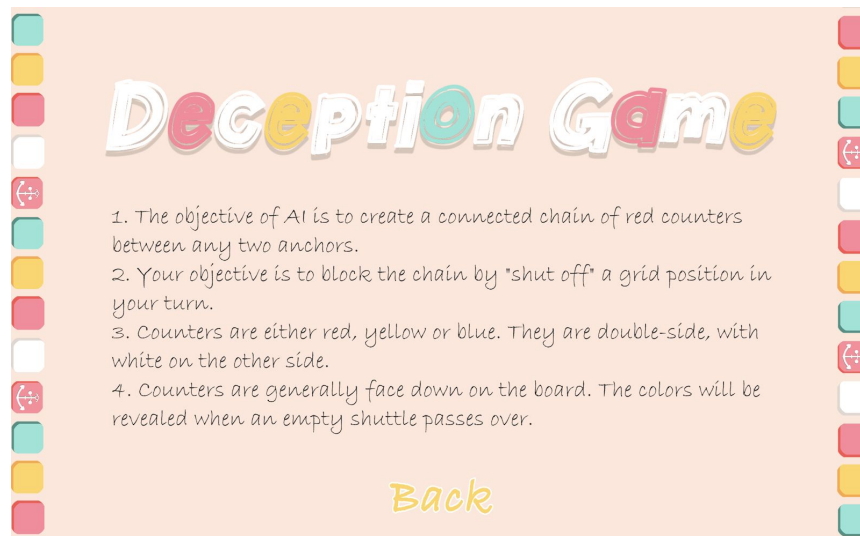 Deception Game
1. The objective of AI is to create a connected chain of red counters
between any two anchors.
2. Your objective is to block the chain by "shut off" a grid position in
your turn.
3. Counters are either red, yellow or blue. They are double-side, with
white on the other side.
4. Counters are generally face down on the board. The colors will be
revealed when an empty shuttle passes over.
Back